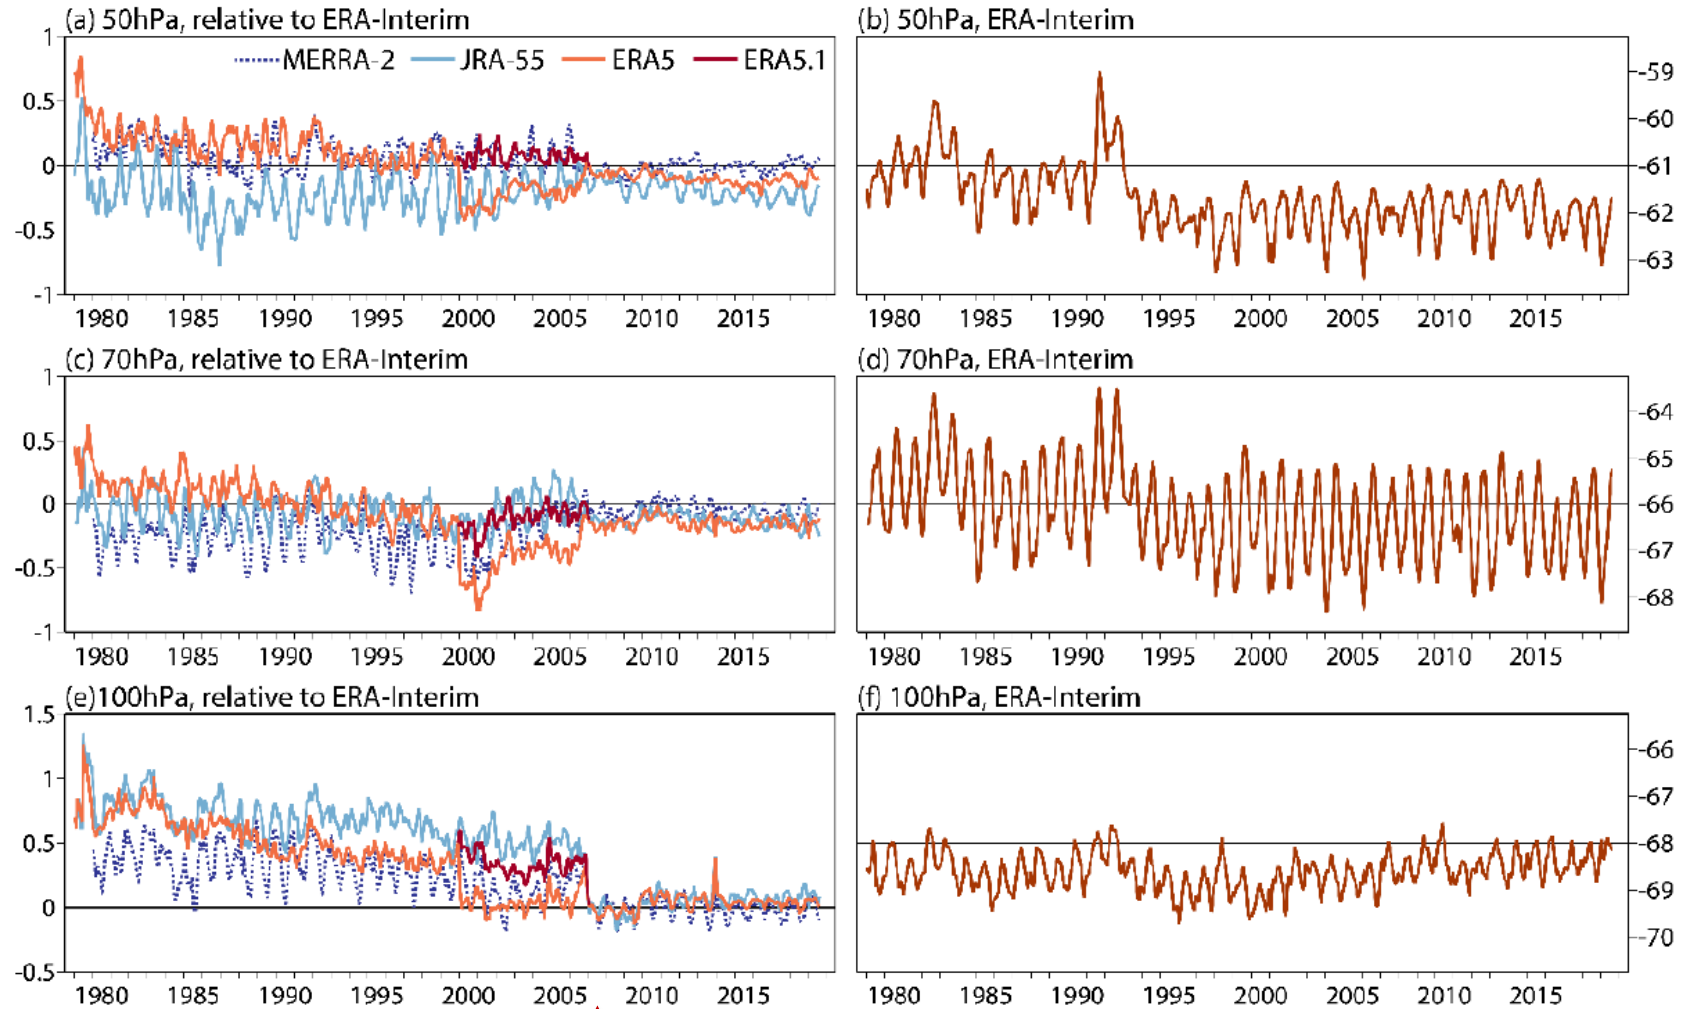 (a) 50hPa, relative to ERA-Interim
1
MERRA-2 JRA-55 ERA5 ERA5.1
0.5
0
-0.5
-1
1980 1985 1990 1995 2000 2005 2010 2015
(b) 50hPa, ERA-Interim
-59
-60
-61
-62
-63
1980 1985 1990 1995 2000 2005 2010 2015
(c) 70hPa, relative to ERA-Interim
1
0.5
0
-0.5
-1
1980 1985 1990 1995 2000 2005 2010 2015
(d) 70hPa, ERA-Interim
-64
-65
-66
-67
-68
1980 1985 1990 1995 2000 2005 2010 2015
(e)100hPa, relative to ERA-Interim
1.5
1
0.5
0
-0.5
1980 1985 1990 1995 2000 2005 2010 2015
(f) 100hPa, ERA-Interim
-66
-67
-68
-69
-70
1980 1985 1990 1995 2000 2005 2010 2015